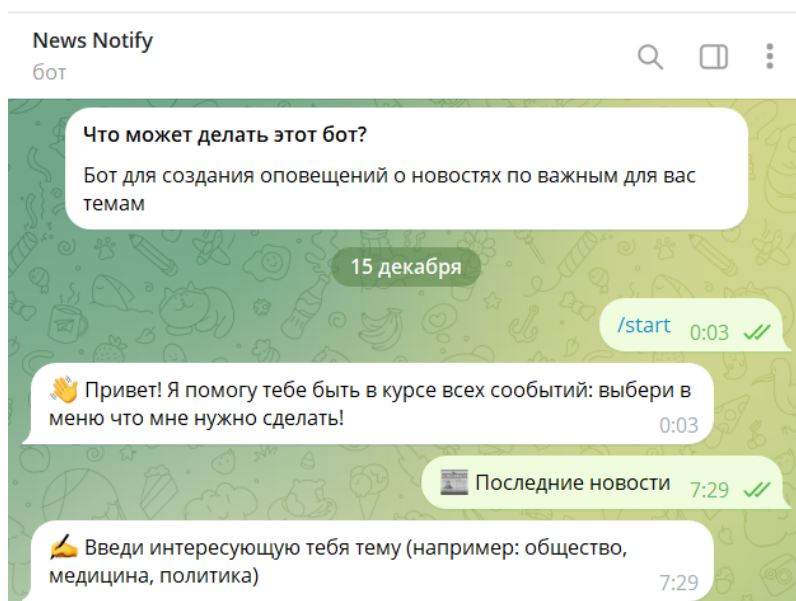 News Notify
бот
Что может делать этот бот?
Бот для создания оповещений о новостях по важным для вас
темам
15 декабря
/start 0:03
👋 Привет! Я помогу тебе быть в курсе всех сообытий: выбери в
меню что мне нужно сделать!
0:03
📰 Последние новости 7:29
✍️ Введи интересующую тебя тему (например: общество,
медицина, политика)
7:29